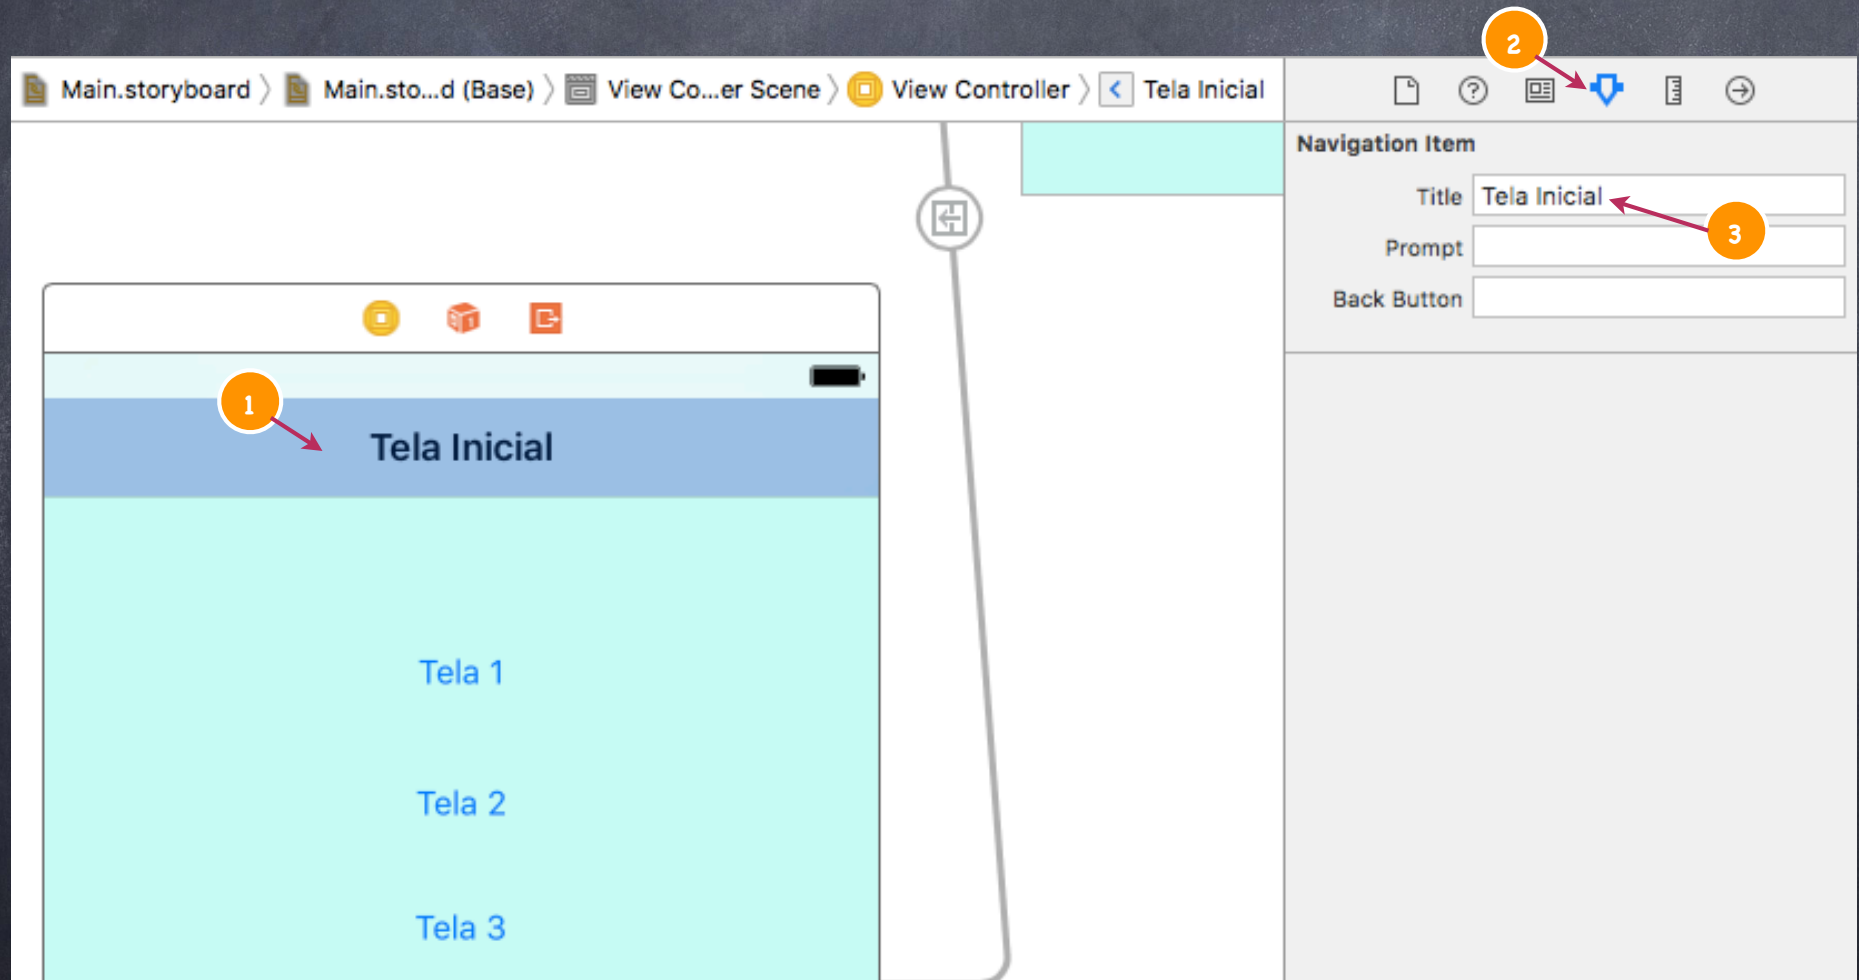 2
Main.storyboard 〉 Main.sto...d (Base) 〉 View Co...er Scene 〉 View Controller 〉 Tela Inicial
Navigation Item
Title Tela Inicial
3
Prompt
Back Button
1
Tela Inicial
Tela 1
Tela 2
Tela 3